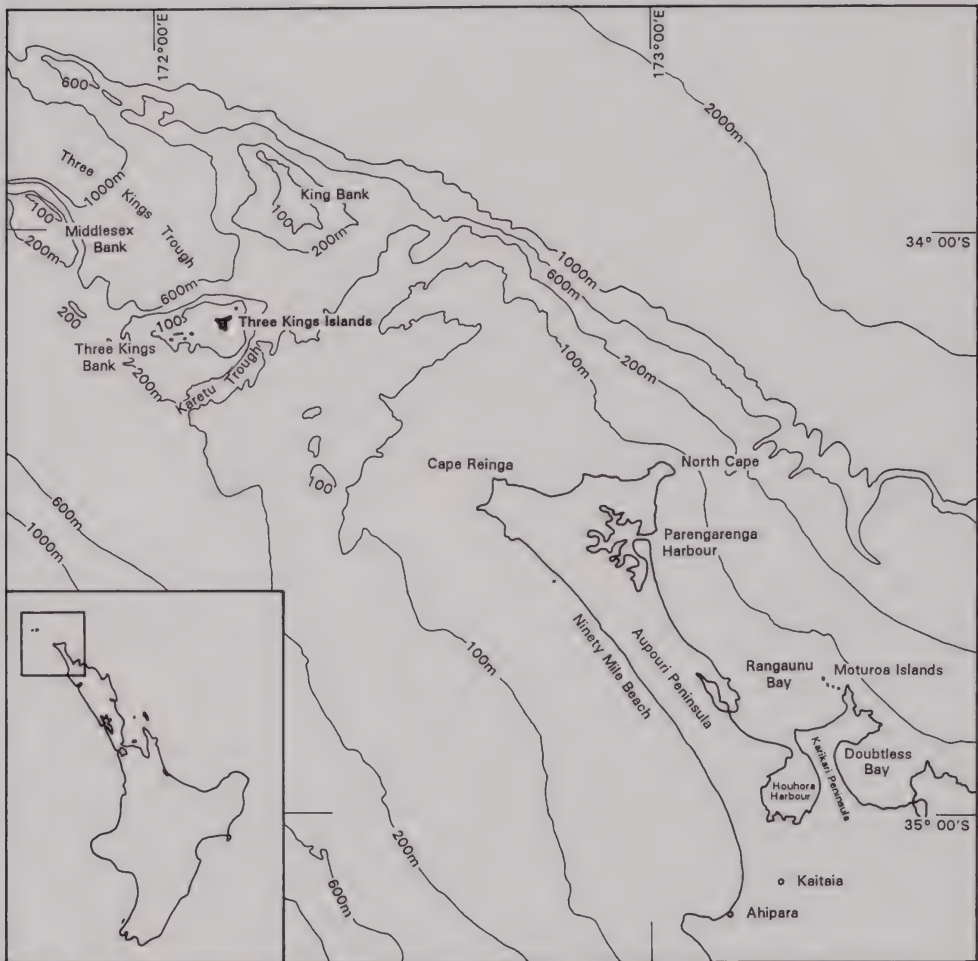 172°00'E
173°00'E
600
2000m
Three
Kings
Trough
1000m
King Bank
100
200m
100
200m
Middlesex
Bank
34° 00'S
1000m
600m
600m
200
100
Three Kings Islands
Three Kings
Bank
200m
Karetu Trough
100m
200m
Cape Reinga
North Cape
100
600m
1000m
Parengarenga
Harbour
Ninety Mile Beach
Aupouri Peninsula
100m
Rangaunu
Bay
Moturoa Islands
Karikari Peninsula
Doubtless
Bay
Houhora
Harbour
35° 00'S
200m
600m
Kaitaia
Ahipara